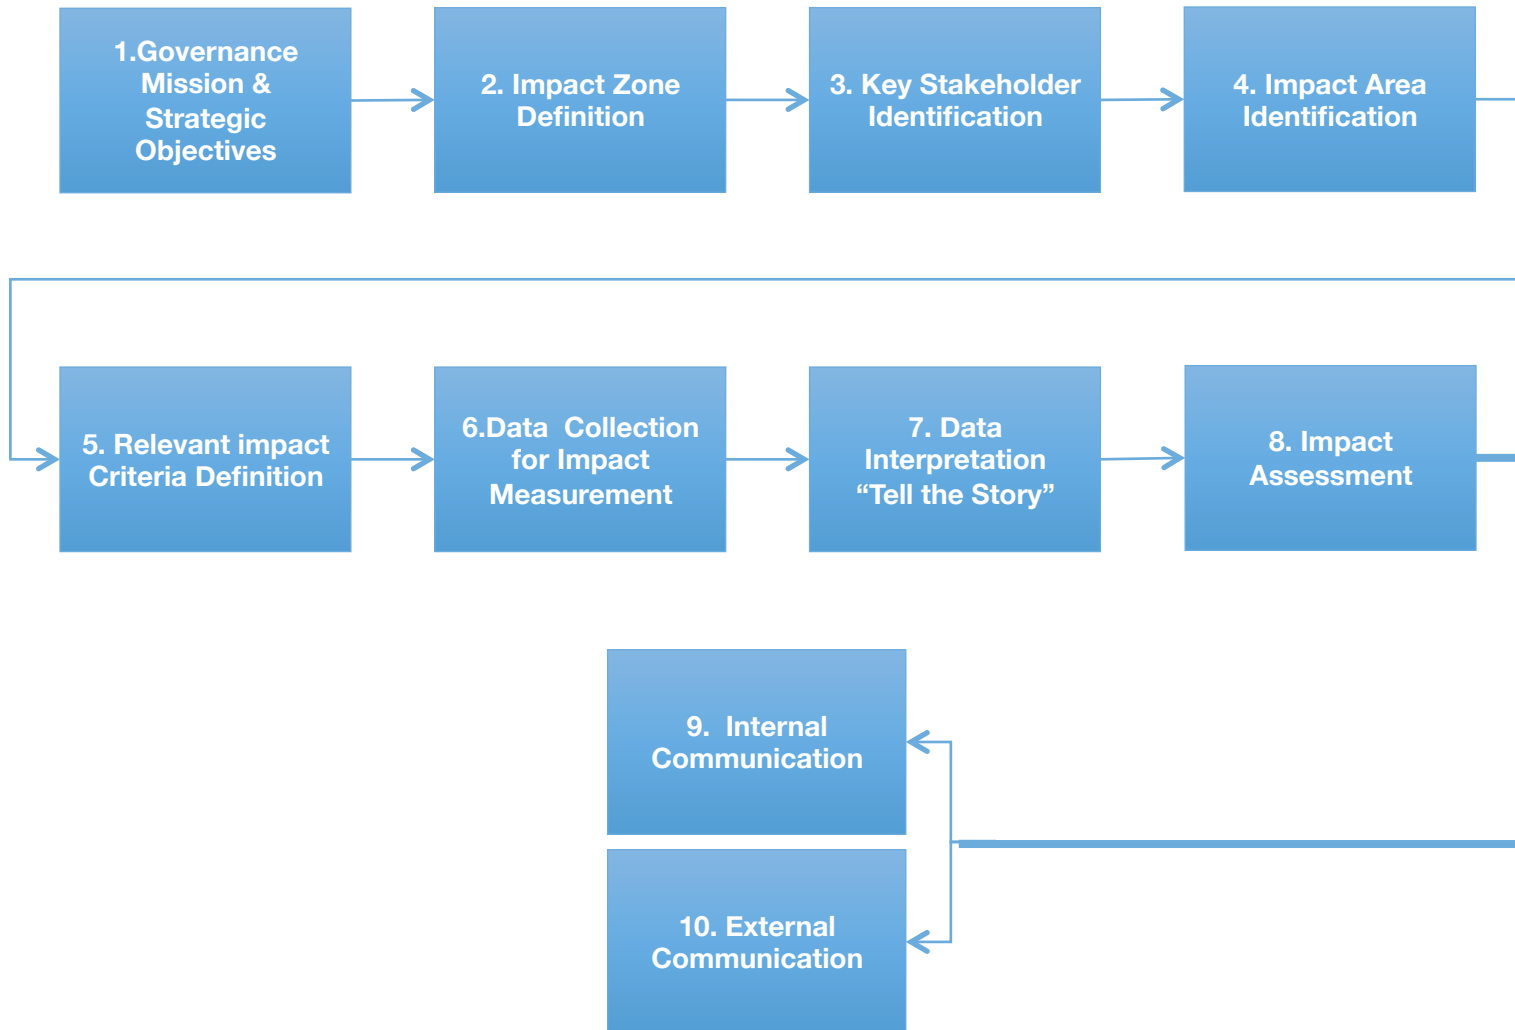 1.Governance
Mission &
Strategic
Objectives
2. Impact Zone
Definition
3. Key Stakeholder
Identification
4. Impact Area
Identification
5. Relevant impact
Criteria Definition
6.Data  Collection
for Impact
Measurement
7. Data
Interpretation
“Tell the Story”
8. Impact
Assessment
9.  Internal
Communication
10. External
Communication